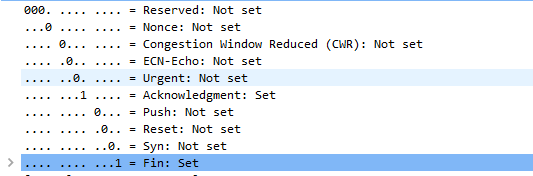 000. .... .... = Reserved: Not set
...0 .... .... = Nonce: Not set
.... 0... .... = Congestion Window Reduced (CWR): Not set
.... .0.. .... = ECN-Echo: Not set
.... ..0. .... = Urgent: Not set
.... ...1 .... = Acknowledgment: Set
.... .... 0... = Push: Not set
.... .... .0.. = Reset: Not set
.... .... ..0. = Syn: Not set
.... .... ...1 = Fin: Set